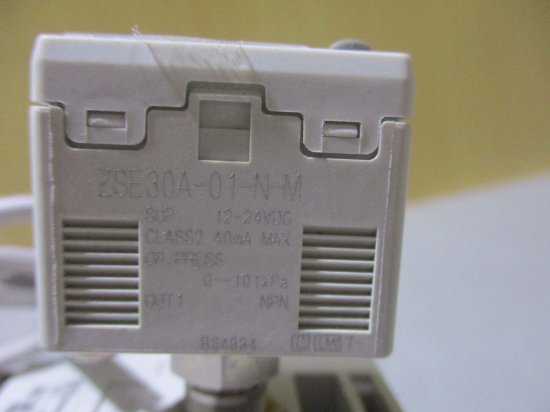 ZSE30A-01-N-M
SUP. 12~24VDC
CLASS2 40mA MAX
OP.PRESS
0~-101kPa
OUT1 NPN